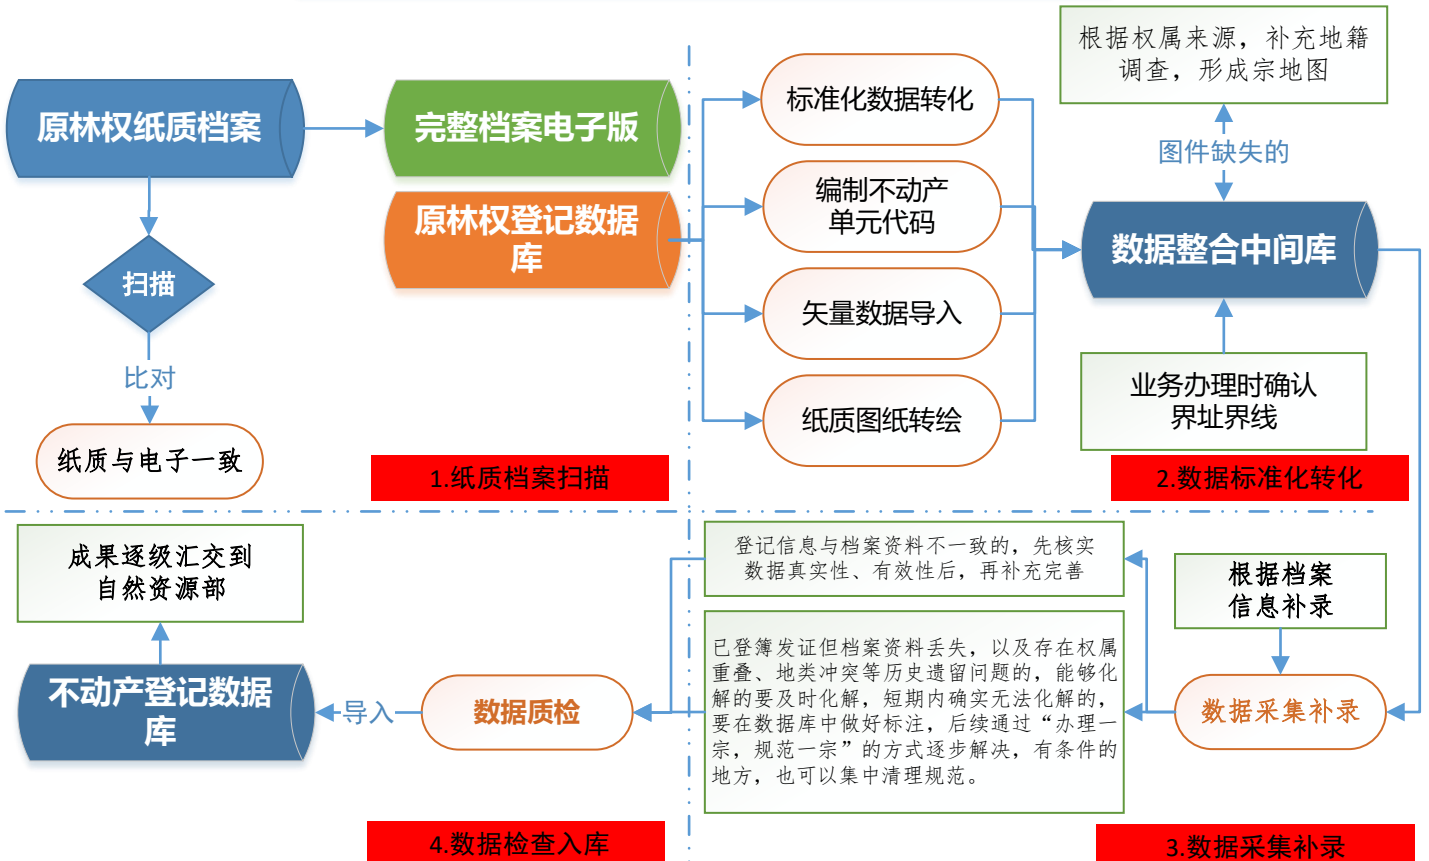 原林权纸质档案
完整档案电子版
原林权登记数据
库
扫描
比对
纸质与电子一致
1.纸质档案扫描
标准化数据转化
编制不动产
单元代码
矢量数据导入
纸质图纸转绘
根据权属来源，补充地籍
调查，形成宗地图
图件缺失的
数据整合中间库
业务办理时确认
界址界线
2.数据标准化转化
根据档案
信息补录
数据采集补录
登记信息与档案资料不一致的，先核实
数据真实性、有效性后，再补充完善
已登簿发证但档案资料丢失，以及存在权属
重叠、地类冲突等历史遗留问题的，能够化
解的要及时化解，短期内确实无法化解的，
要在数据库中做好标注，后续通过“办理一
宗，规范一宗”的方式逐步解决，有条件的
地方，也可以集中清理规范。
3.数据采集补录
数据质检
导入
不动产登记数据
库
成果逐级汇交到
自然资源部
4.数据检查入库